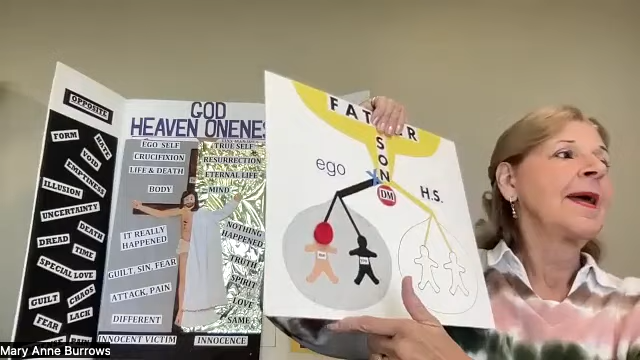 OPPOSITE
FORM
HATE
VOID
EMPTINESS
ILLUSION
UNCERTAINTY
DEATH
DREAD
TIME
SPECIAL LOVE
GUILT
CHAOS
LACK
FEAR
GOD
HEAVEN ONENESS
EGO SELF
CRUCIFIXION
LIFE & DEATH
BODY
IT REALLY
HAPPENED
GUILT, SIN, FEAR
ATTACK, PAIN
DIFFERENT
INNOCENT VICTIM
TRUE SELF
RESURRECTION
ETERNAL LIFE
MIND
NOTHING
HAPPENED
TRUTH
SPIRIT
LOVE
SAME
INNOCENCE
FATHER
SON
ego
H.S.
DM
Mary Anne Burrows